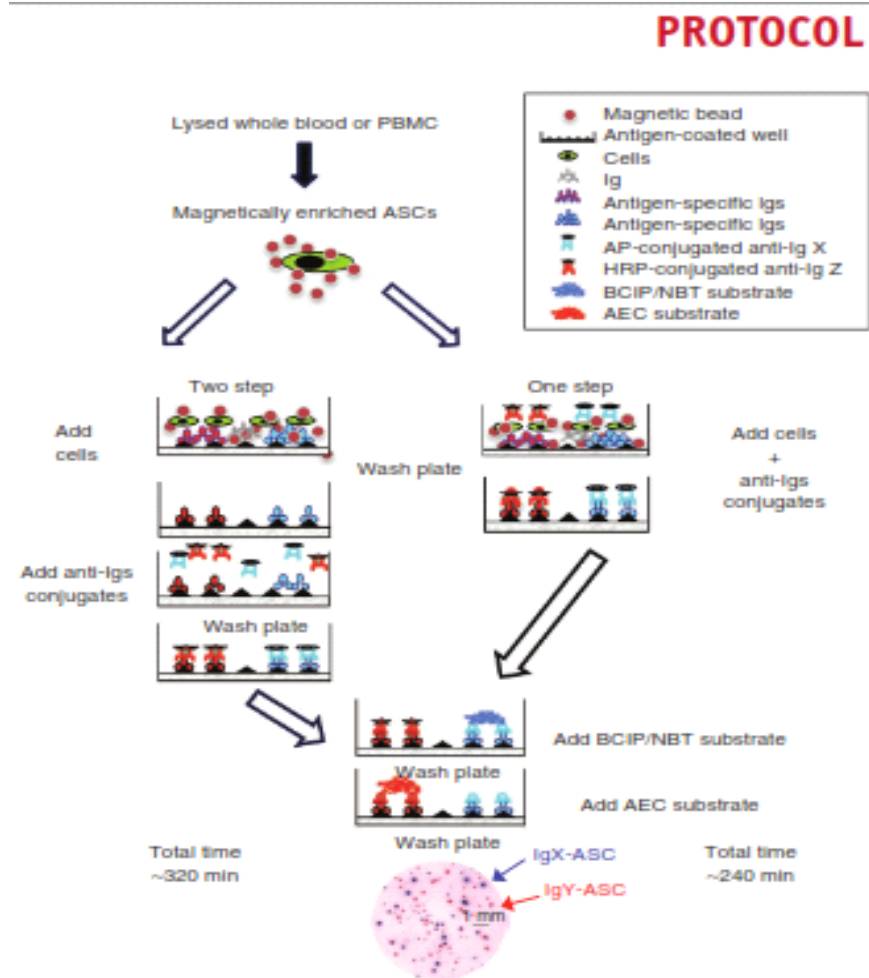 PROTOCOL
Lysed whole blood or PBMC
Magnetically enriched ASCs
Magnetic bead
Antigen-coated well
Cells
Ig
Antigen-specific Igs
Antigen-specific Igs
AP-conjugated anti-Ig X
HRP-conjugated anti-Ig Z
BCIP/NBT substrate
AEC substrate
Two step
One step
Add
cells
Wash plate
Add cells
+
anti-Igs
conjugates
Add anti-Igs
conjugates
Wash plate
Add BCIP/NBT substrate
Wash plate
Add AEC substrate
Wash plate
Total time
~320 min
IgX-ASC
IgY-ASC
1 mm
Total time
~240 min